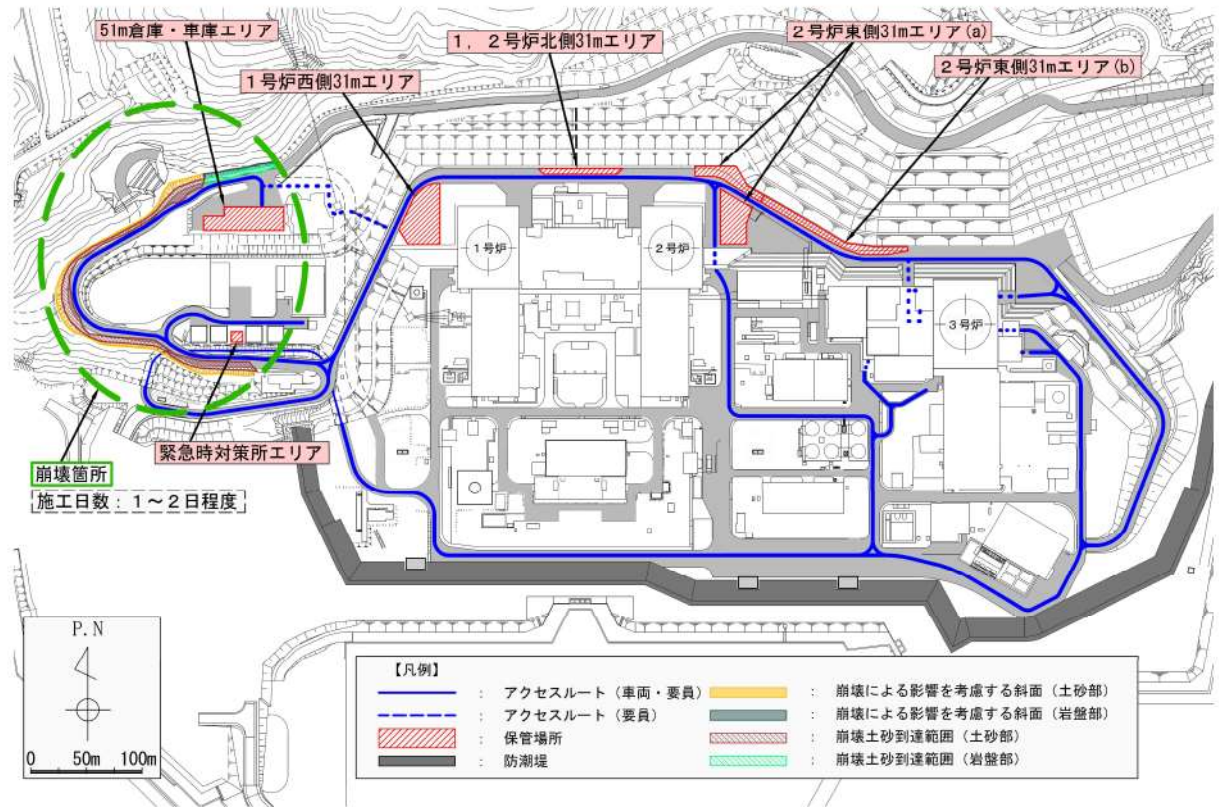 51m倉庫・車庫エリア
1号炉西側31mエリア
1,2号炉北側31mエリア
2号炉東側31mエリア(a)
2号炉東側31mエリア(b)
1号炉
2号炉
3号炉
緊急時対策所エリア
崩壊箇所
施工日数:1~2日程度
P.N
0 50m 100m
【凡例】
: アクセスルート(車両・要員)
: アクセスルート(要員)
: 保管場所
: 防潮堤
: 崩壊による影響を考慮する斜面(土砂部)
: 崩壊による影響を考慮する斜面(岩盤部)
: 崩壊土砂到達範囲(土砂部)
: 崩壊土砂到達範囲(岩盤部)